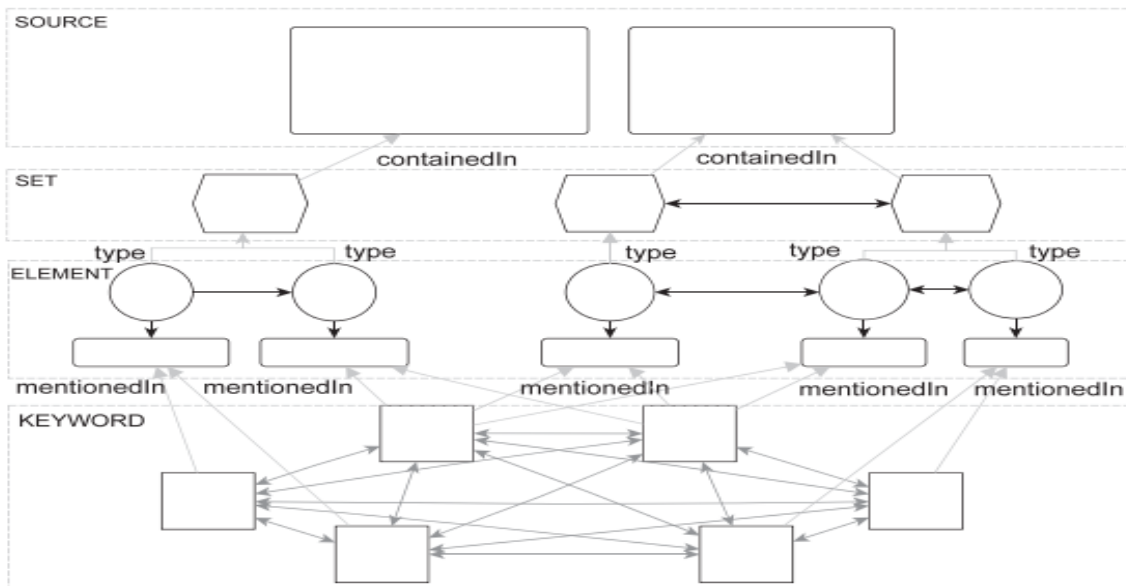 SOURCE
containedIn containedIn
SET
type type type type type
ELEMENT
mentionedIn mentionedIn mentionedIn mentionedIn mentionedIn
KEYWORD